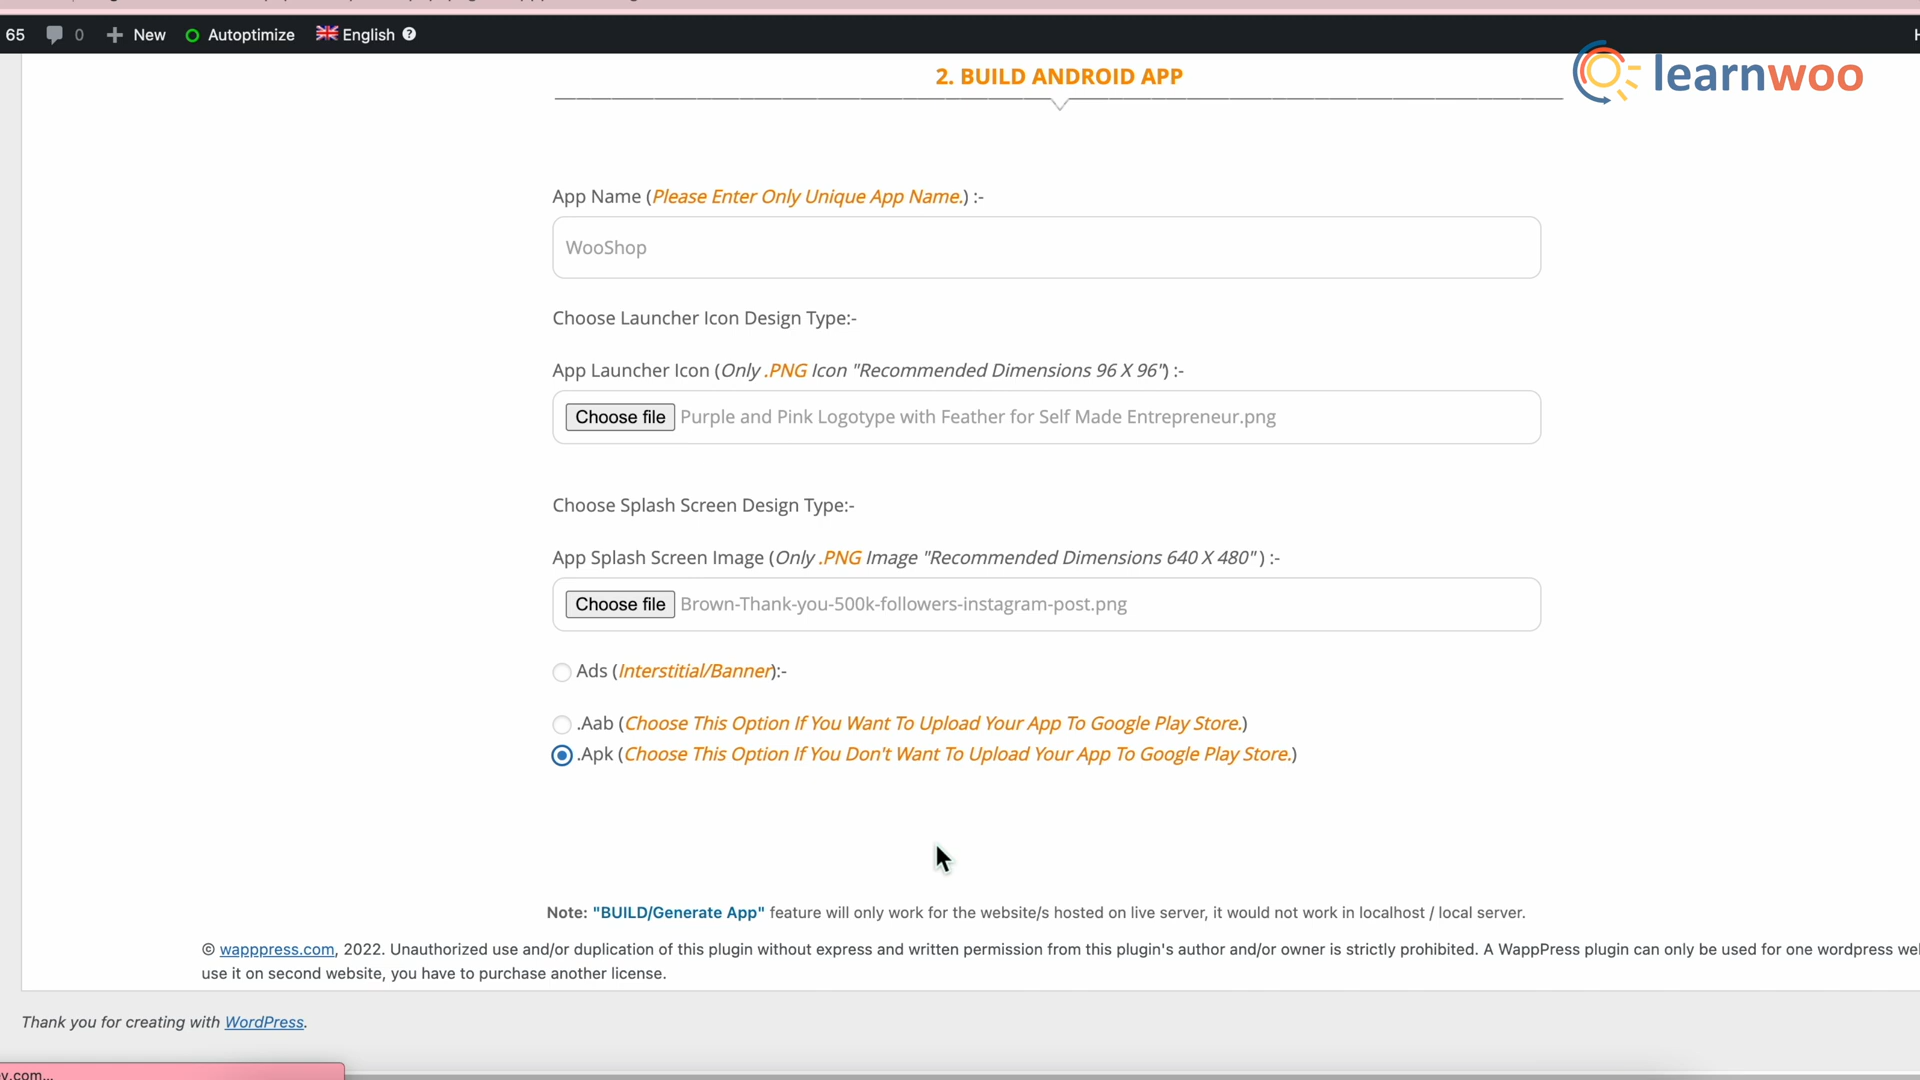 65 0 New Autoptimize English
learnwoo
2. BUILD ANDROID APP
App Name (Please Enter Only Unique App Name.) :-
WooShop
Choose Launcher Icon Design Type:-
App Launcher Icon (Only .PNG Icon "Recommended Dimensions 96 X 96") :-
Choose file Purple and Pink Logotype with Feather for Self Made Entrepreneur.png
Choose Splash Screen Design Type:-
App Splash Screen Image (Only .PNG Image "Recommended Dimensions 640 X 480" ) :-
Choose file Brown-Thank-you-500k-followers-instagram-post.png
Ads (Interstitial/Banner):-
.Aab (Choose This Option If You Want To Upload Your App To Google Play Store.)
.Apk (Choose This Option If You Don't Want To Upload Your App To Google Play Store.)
Note: "BUILD/Generate App" feature will only work for the website/s hosted on live server, it would not work in localhost / local server.
© wapppress.com, 2022. Unauthorized use and/or duplication of this plugin without express and written permission from this plugin's author and/or owner is strictly prohibited. A WappPress plugin can only be used for one wordpress
use it on second website, you have to purchase another license.
Thank you for creating with WordPress.